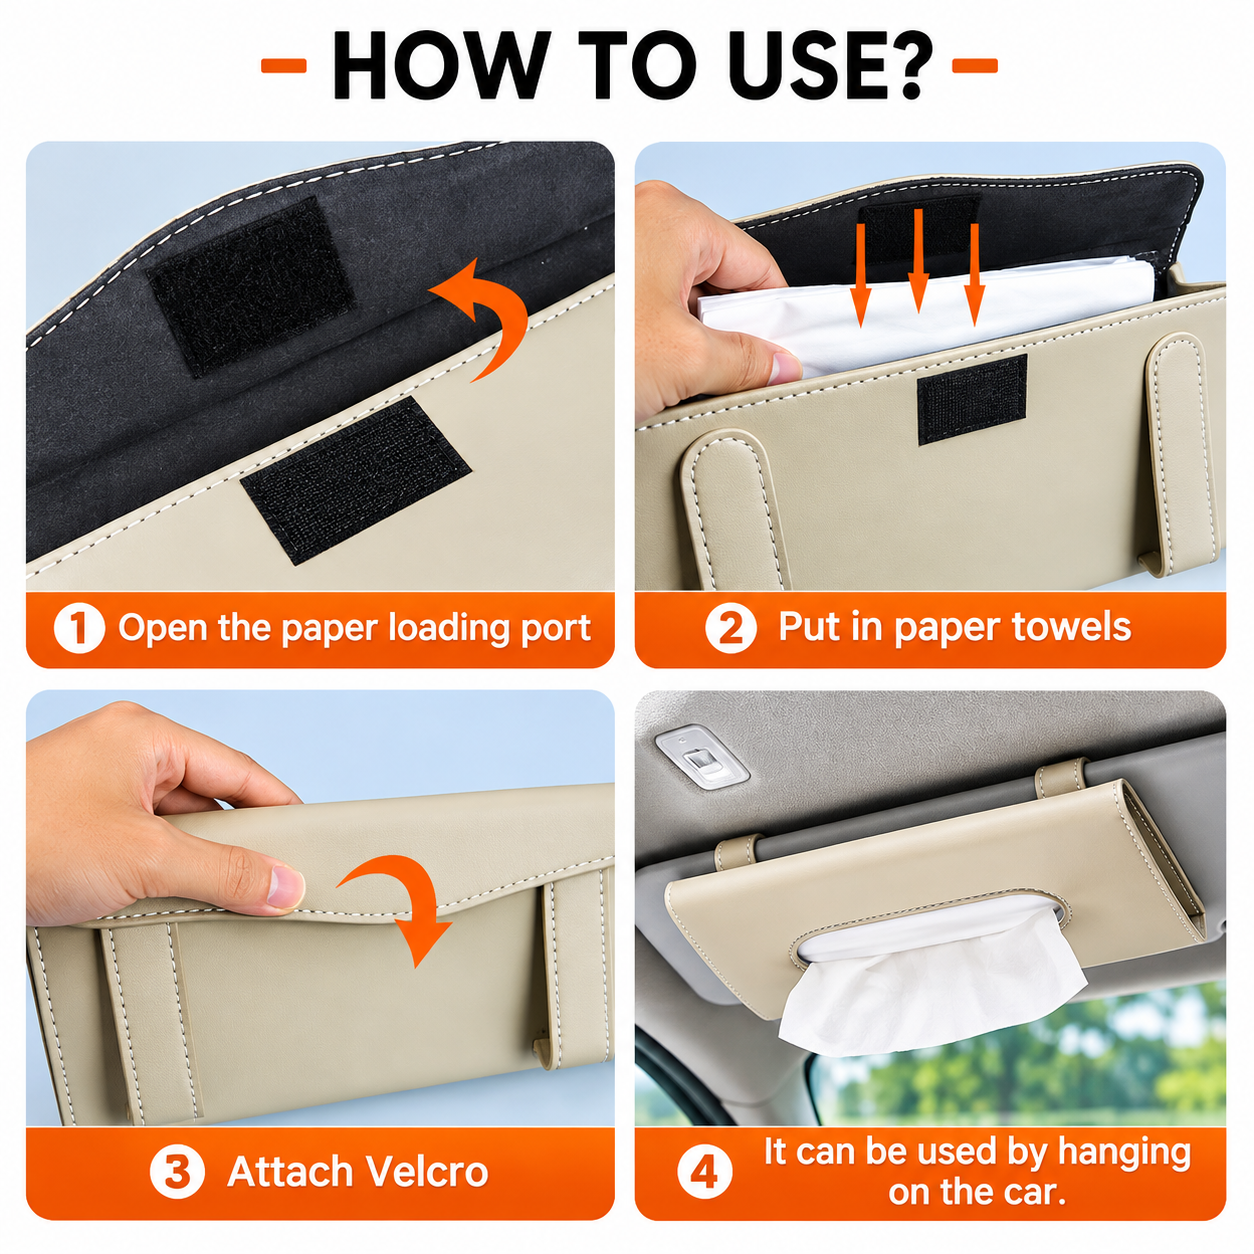 HOW TO USE?
1 Open the paper loading port
2 Put in paper towels
3 Attach Velcro
4 It can be used by hanging
on the car.